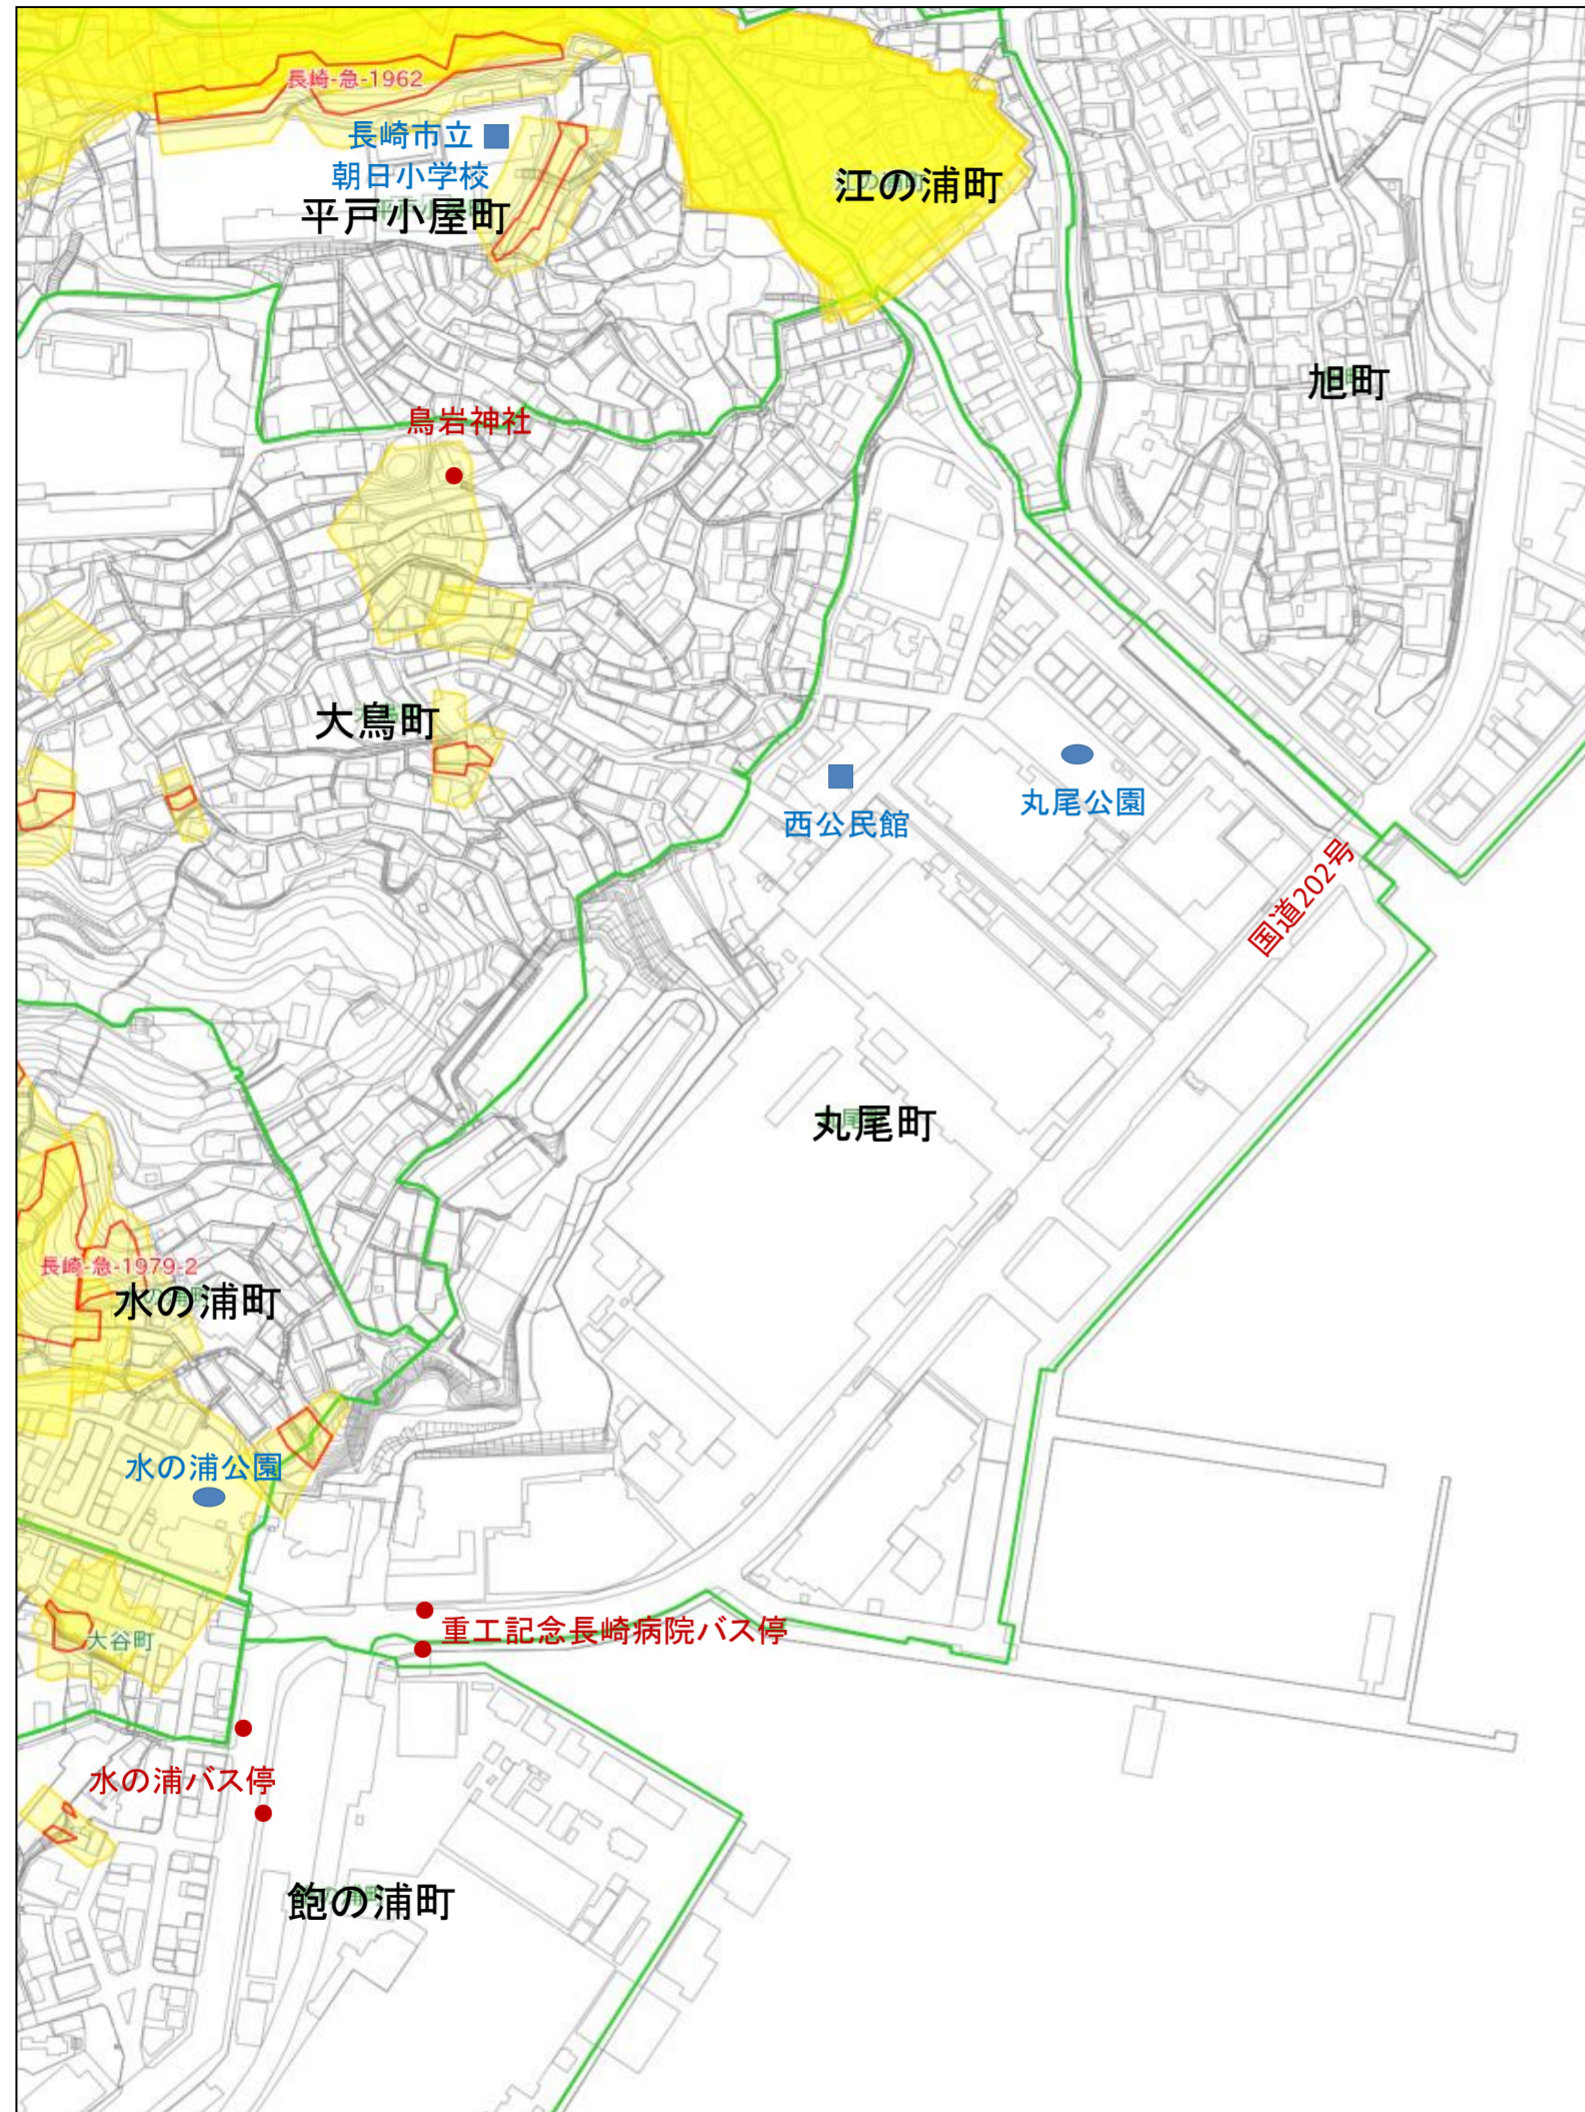 長崎-急-1962
長崎市立
朝日小学校
平戸小屋町
江の浦町
旭町
鳥岩神社
大鳥町
西公民館
丸尾公園
国道202号
丸尾町
長崎-急-1979-2
水の浦町
水の浦公園
重工記念長崎病院バス停
大谷町
水の浦バス停
飽の浦町